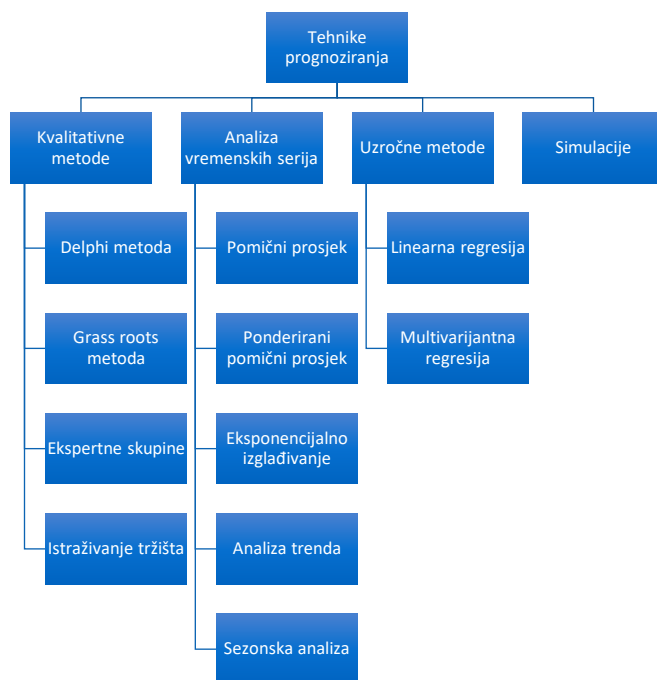 Tehnike
prognoziranja
Kvalitativne
metode
Analiza
vremenskih serija
Uzročne metode
Simulacije
Delphi metoda
Grass roots
metoda
Ekspertne skupine
Istraživanje tržišta
Pomični prosjek
Ponderirani
pomični prosjek
Eksponencijalno
izglađivanje
Analiza trenda
Sezonska analiza
Linearna regresija
Multivarijantna
regresija